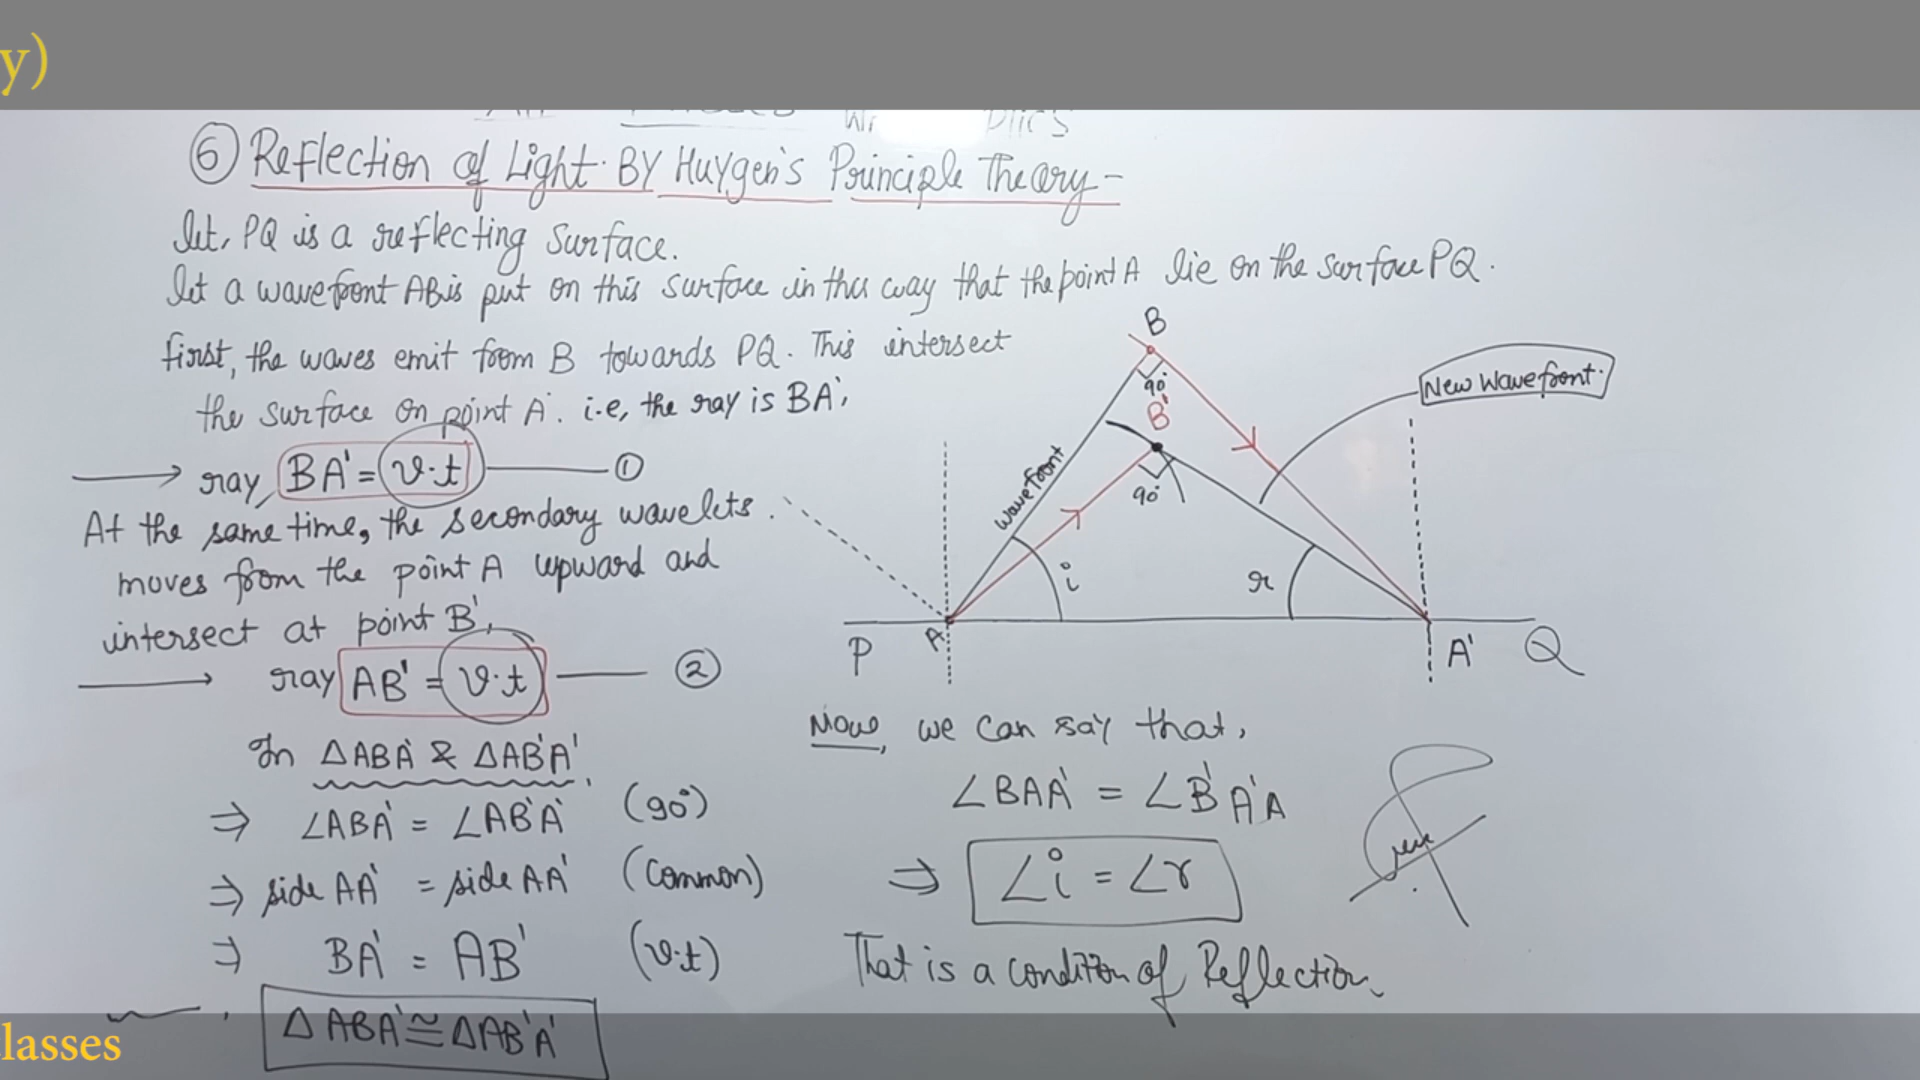 y)
⑥ Reflection of Light. BY Huygen's Principle Theory-
let, PQ is a reflecting surface.
let a wavefront AB is put on this surface in this way that the point A lie on the surface PQ.
first, the waves emit from B towards PQ. This intersect
the surface on point A'. i.e, the ray is BA'.
ray, BA' = v.t ①
At the same time, the secondary wavelets.
moves from the point A upward and
intersect at point B',
ray AB' = v.t ②
In ΔABA' & ΔAB'A'
⇒ ∠ABA' = ∠AB'A' (90°)
⇒ side AA' = side AA' (Common)
⇒ BA' = AB' (v.t)
ΔABA' ≅ ΔAB'A'
B
90°
B'
New Wavefront.
wavefront
90°
i
r
P
A
A'
Q
Now, we can say that,
∠BAA' = ∠B'A'A
⇒ ∠i = ∠r
That is a condition of Reflection.
lasses